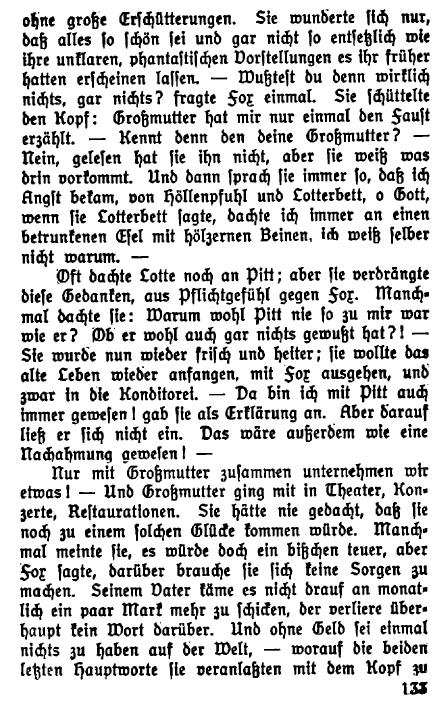 ohne große Erschütterungen. Sie wunderte sich nur,
daß alles so schön sei und gar nicht so entsetzlich wie
ihre unklaren, phantastischen Vorstellungen es ihr früher
hatten erscheinen lassen. — Wußtest du denn wirklich
nichts, gar nichts? fragte Fox einmal. Sie schüttelte
den Kopf: Großmutter hat mir nur einmal den Faust
erzählt. — Kennt denn den deine Großmutter? —
Nein, gelesen hat sie ihn nicht, aber sie weiß was
drin vorkommt. Und dann sprach sie immer so, daß ich
Angst bekam, von Höllenpfuhl und Lotterbett, o Gott,
wenn sie Lotterbett sagte, dachte ich immer an einen
betrunkenen Esel mit hölzernen Beinen, ich weiß selber
nicht warum. —
Oft dachte Lotte noch an Pitt; aber sie verdrängte
diese Gedanken, aus Pflichtgefühl gegen Fox. Manch-
mal dachte sie: Warum wohl Pitt nie so zu mir war
wie er? Ob er wohl auch gar nichts gewußt hat?! —
Sie wurde nun wieder frisch und heiter; sie wollte das
alte Leben wieder anfangen, mit Fox ausgehen, und
zwar in die Konditorei. — Da bin ich mit Pitt auch
immer gewesen! gab sie als Erklärung an. Aber darauf
ließ er sich nicht ein. Das wäre außerdem wie eine
Nachahmung gewesen! —
Nur mit Großmutter zusammen unternehmen wir
etwas! — Und Großmutter ging mit in Theater, Kon-
zerte, Restaurationen. Sie hätte nie gedacht, daß sie
noch zu einem solchen Glücke kommen würde. Manch-
mal meinte sie, es würde doch ein bißchen teuer, aber
Fox sagte, darüber brauche sie sich keine Sorgen zu
machen. Seinem Vater käme es nicht drauf an monat-
lich ein paar Mark mehr zu schicken, der verliere über-
haupt kein Wort darüber. Und ohne Geld sei einmal
nichts zu haben auf der Welt, — worauf die beiden
letzten Hauptworte sie veranlaßten mit dem Kopf zu
133